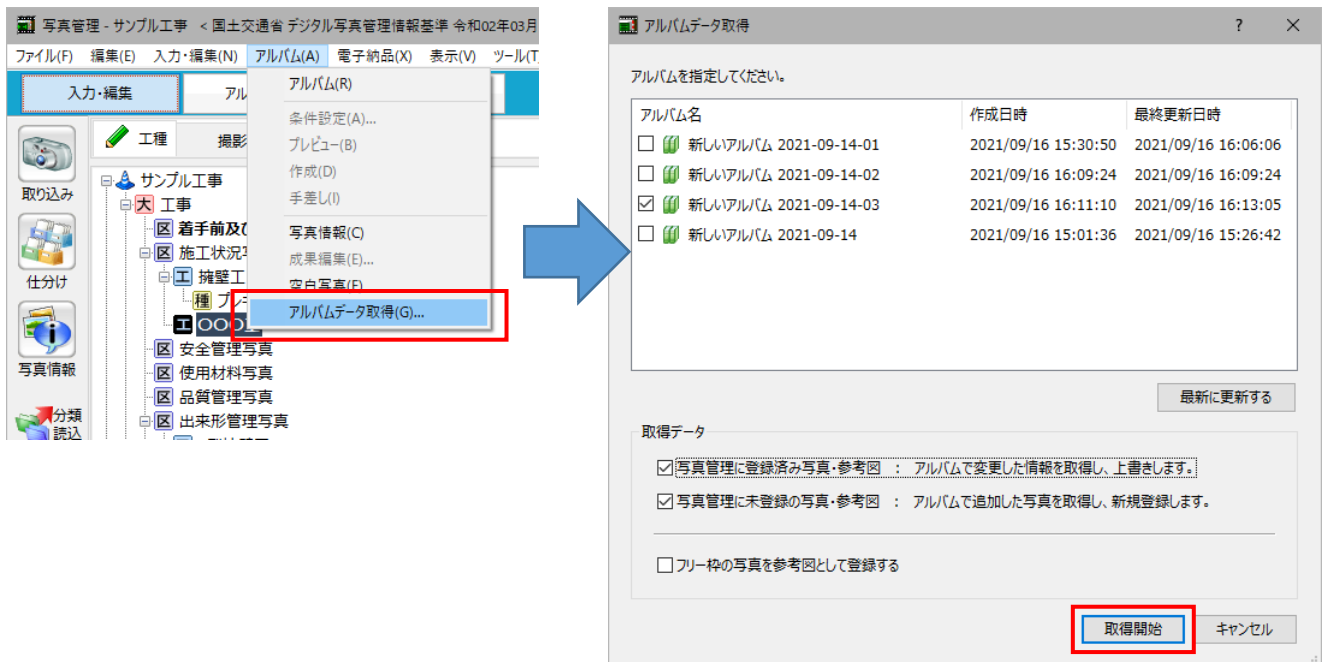 写真管理 - サンプル工事 < 国土交通省 デジタル写真管理情報基準 令和02年03月
ファイル(F) 編集(E) 入力・編集(N) アルバム(A) 電子納品(X) 表示(V) ツール(T
入力・編集 アル
アルバム(R)
条件設定(A)...
プレビュー(B)
作成(D)
手差し(I)
写真情報(C)
成果編集(E)...
空白写真(F)
アルバムデータ取得(G)...
取り込み
仕分け
写真情報
分類
読込
工種 撮影
サンプル工事
大 工事
区 着手前及び
区 施工状況
工 擁壁工
種 プレ
工
区 安全管理写真
区 使用材料写真
区 品質管理写真
区 出来形管理写真
アルバムデータ取得 ? ×
アルバムを指定してください。
アルバム名 作成日時 最終更新日時
新しいアルバム 2021-09-14-01 2021/09/16 15:30:50 2021/09/16 16:06:06
新しいアルバム 2021-09-14-02 2021/09/16 16:09:24 2021/09/16 16:09:24
新しいアルバム 2021-09-14-03 2021/09/16 16:11:10 2021/09/16 16:13:05
新しいアルバム 2021-09-14 2021/09/16 15:01:36 2021/09/16 15:26:42
最新に更新する
取得データ
写真管理に登録済み写真・参考図 : アルバムで変更した情報を取得し、上書きします。
写真管理に未登録の写真・参考図 : アルバムで追加した写真を取得し、新規登録します。
フリー枠の写真を参考図として登録する
取得開始 キャンセル